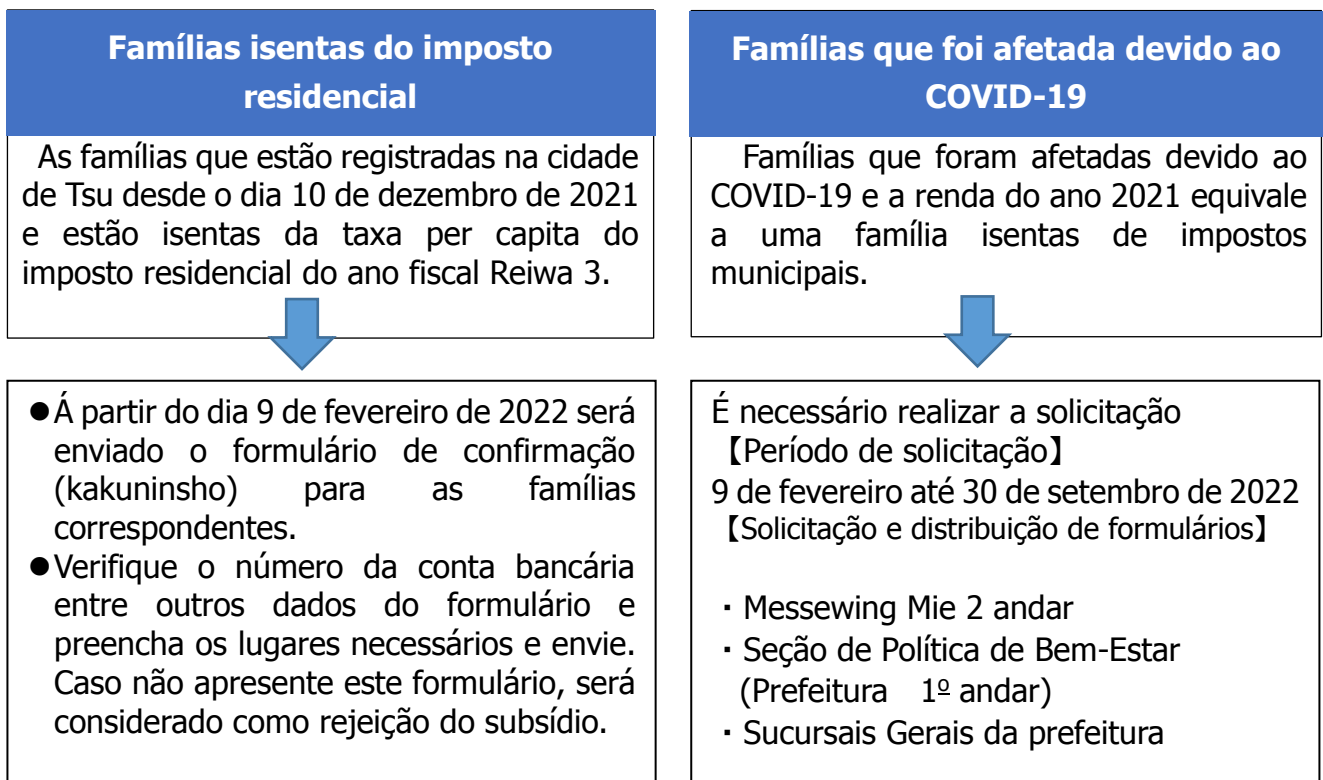 Famílias isentas do imposto
residencial
As famílias que estão registradas na cidade
de Tsu desde o dia 10 de dezembro de 2021
e estão isentas da taxa per capita do
imposto residencial do ano fiscal Reiwa 3.
●Á partir do dia 9 de fevereiro de 2022 será
enviado o formulário de confirmação
(kakuninsho) para as famílias
correspondentes.
●Verifique o número da conta bancária
entre outros dados do formulário e
preencha os lugares necessários e envie.
Caso não apresente este formulário, será
considerado como rejeição do subsídio.
Famílias que foi afetada devido ao
COVID-19
Famílias que foram afetadas devido ao
COVID-19 e a renda do ano 2021 equivale
a uma família isentas de impostos
municipais.
É necessário realizar a solicitação
【Período de solicitação】
9 de fevereiro até 30 de setembro de 2022
【Solicitação e distribuição de formulários】
・Messewing Mie 2 andar
・Seção de Política de Bem-Estar
(Prefeitura 1º andar)
・Sucursais Gerais da prefeitura